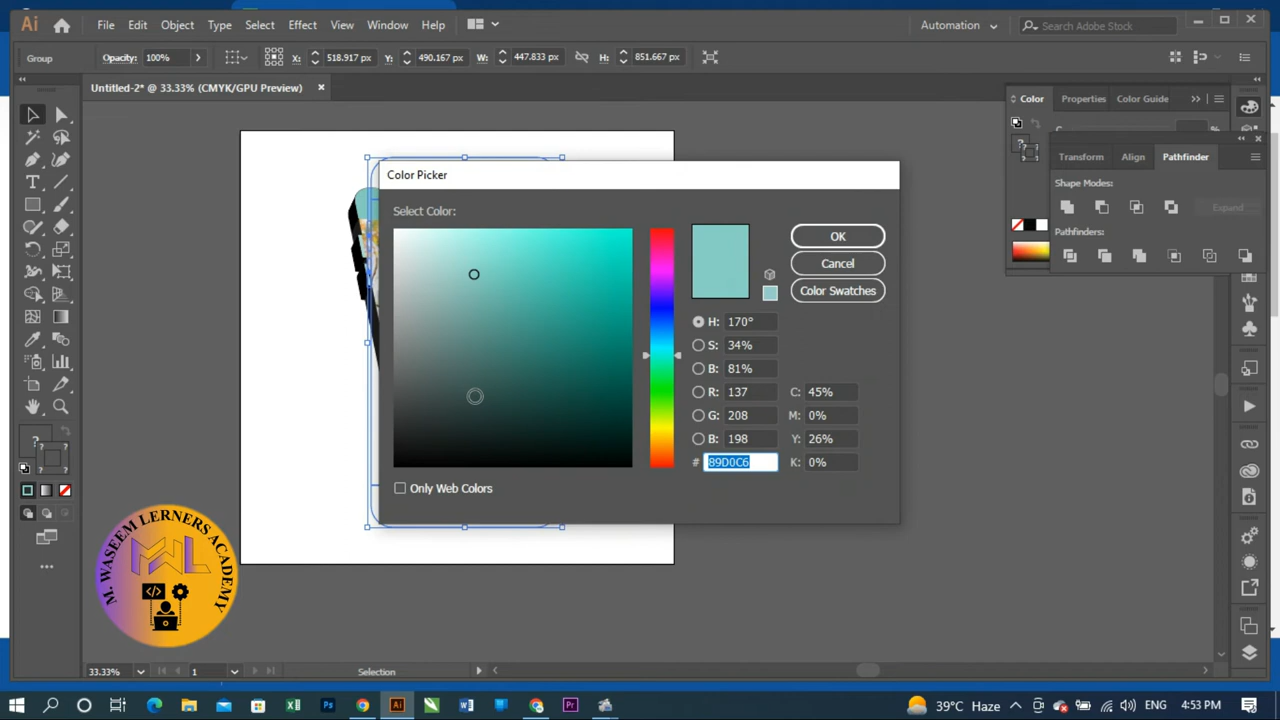 Ai File Edit Object Type Select Effect View Window Help Automation Search Adobe Stock
Group Opacity: 100% X: 518.917 px Y: 490.167 px W: 447.833 px H: 851.667 px
Untitled-2* @ 33.33% (CMYK/GPU Preview)
Color Properties Color Guide
Transform Align Pathfinder
Shape Modes:
Expand
Pathfinders:
Color Picker
Select Color:
OK
Cancel
Color Swatches
H: 170°
S: 34%
B: 81%
R: 137 C: 45%
G: 208 M: 0%
B: 198 Y: 26%
# 89D0C6 K: 0%
Only Web Colors
? ?
M. WASEEM LERNERS ACADEMY
33.33% 1 Selection
39°C Haze ENG 4:53 PM